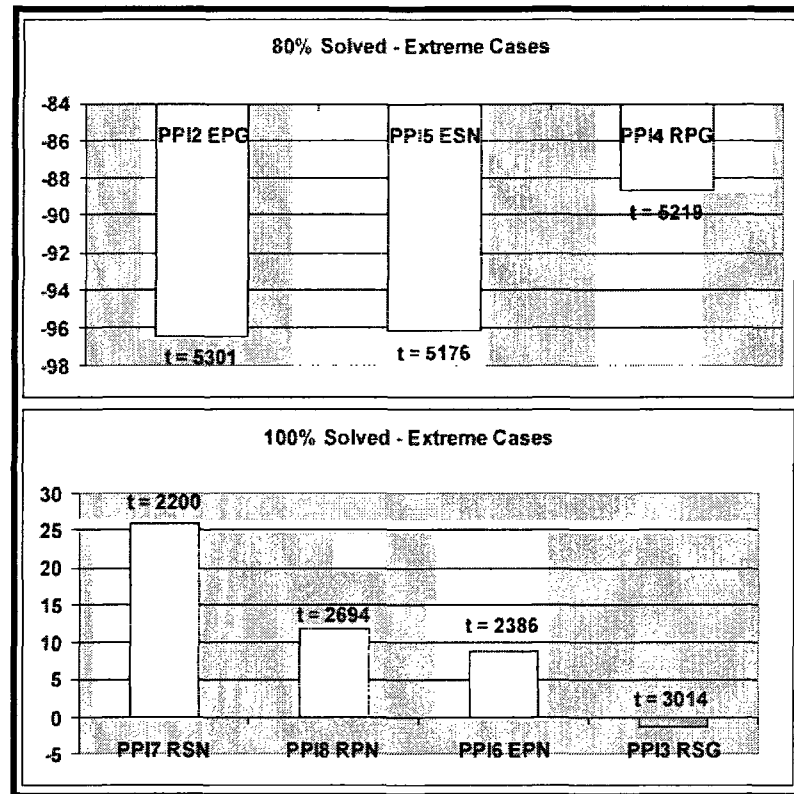 80% Solved - Extreme Cases
-84
-86
-88
-90
-92
-94
-96
-98
PPI2 EPG
PPI5 ESN
PPI4 RPG
t = 5301
t = 5176
t = 5219
100% Solved - Extreme Cases
30
25
20
15
10
5
0
-5
t = 2200
t = 2694
t = 2386
t = 3014
PPI7 RSN
PPI8 RPN
PPI6 EPN
PPI3 RSG